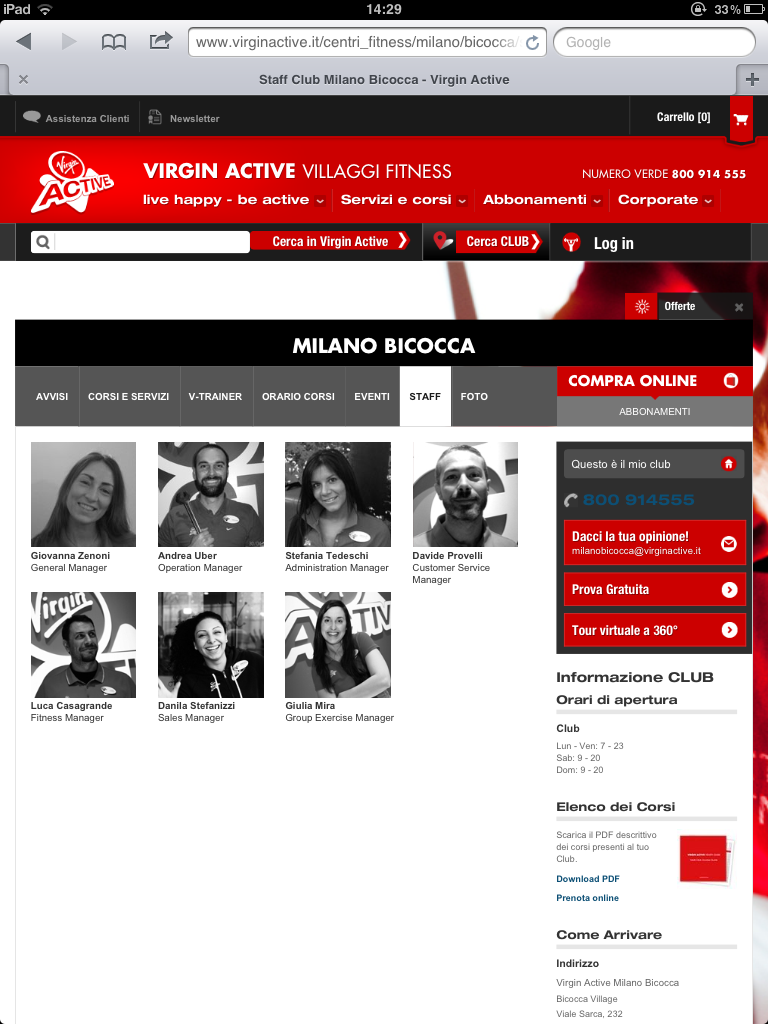 iPad
14:29
33%
www.virginactive.it/centri_fitness/milano/bicocca/
Google
Staff Club Milano Bicocca - Virgin Active
Assistenza Clienti
Newsletter
Carrello [0]
Virgin
ACTIVE
VIRGIN ACTIVE VILLAGGI FITNESS
NUMERO VERDE 800 914 555
live happy - be active
Servizi e corsi
Abbonamenti
Corporate
Cerca in Virgin Active
Cerca CLUB
Log in
Offerte
MILANO BICOCCA
AVVISI
CORSI E SERVIZI
V-TRAINER
ORARIO CORSI
EVENTI
STAFF
FOTO
COMPRA ONLINE
ABBONAMENTI
Giovanna Zenoni
General Manager
Andrea Uber
Operation Manager
Stefania Tedeschi
Administration Manager
Davide Provelli
Customer Service
Manager
Virgin
Luca Casagrande
Fitness Manager
Danila Stefanizzi
Sales Manager
Giulia Mira
Group Exercise Manager
Questo è il mio club
800 914555
Dacci la tua opinione!
milanobicocca@virginactive.it
Prova Gratuita
Tour virtuale a 360°
Informazione CLUB
Orari di apertura
Club
Lun - Ven: 7 - 23
Sab: 9 - 20
Dom: 9 - 20
Elenco dei Corsi
Scarica il PDF descrittivo
dei corsi presenti al tuo
Club.
Download PDF
Prenota online
Come Arrivare
Indirizzo
Virgin Active Milano Bicocca
Bicocca Village
Viale Sarca, 232